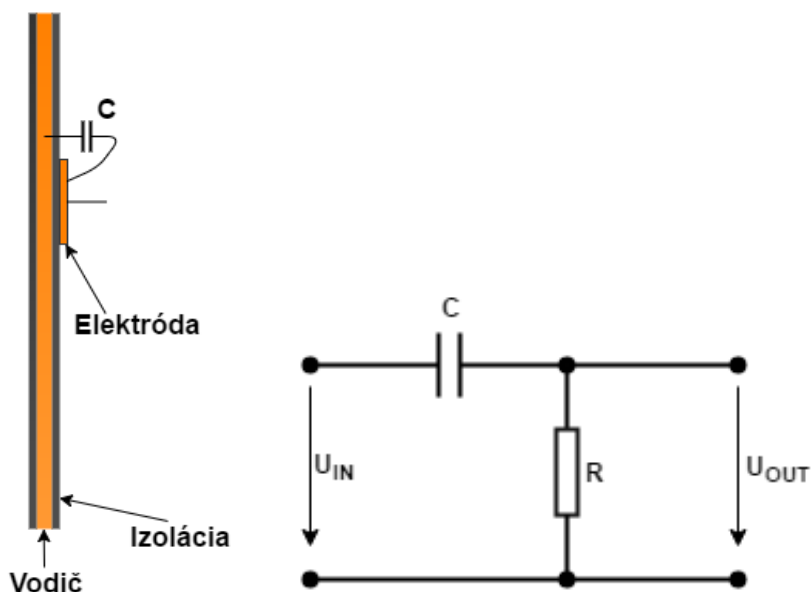 C
Elektróda
Izolácia
Vodič
C
U_IN
R
U_OUT